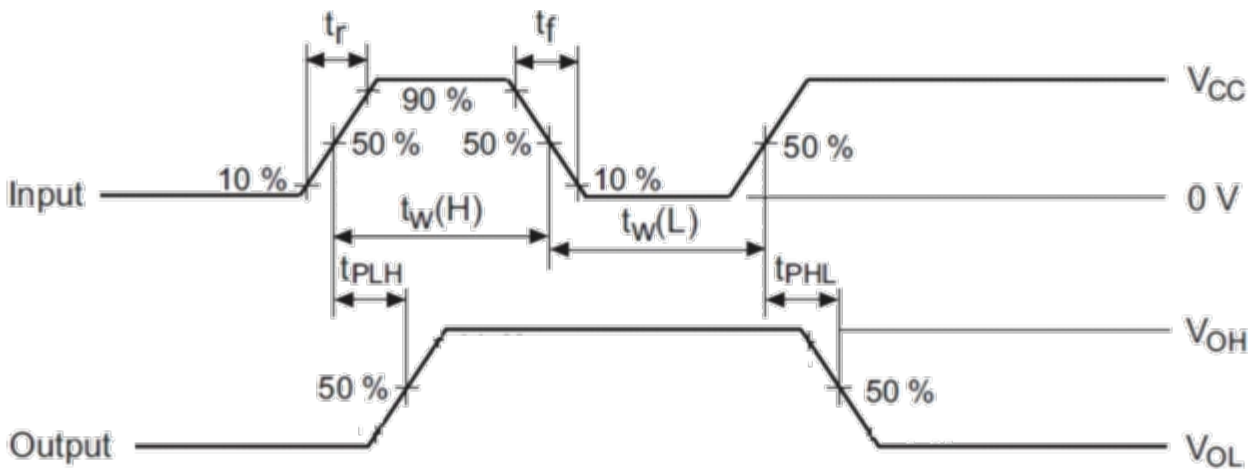 tr
tf
VCC
90 %
50 %
50 %
50 %
10 %
10 %
Input
0 V
tW(H)
tW(L)
tPLH
tPHL
VOH
50 %
50 %
Output
VOL